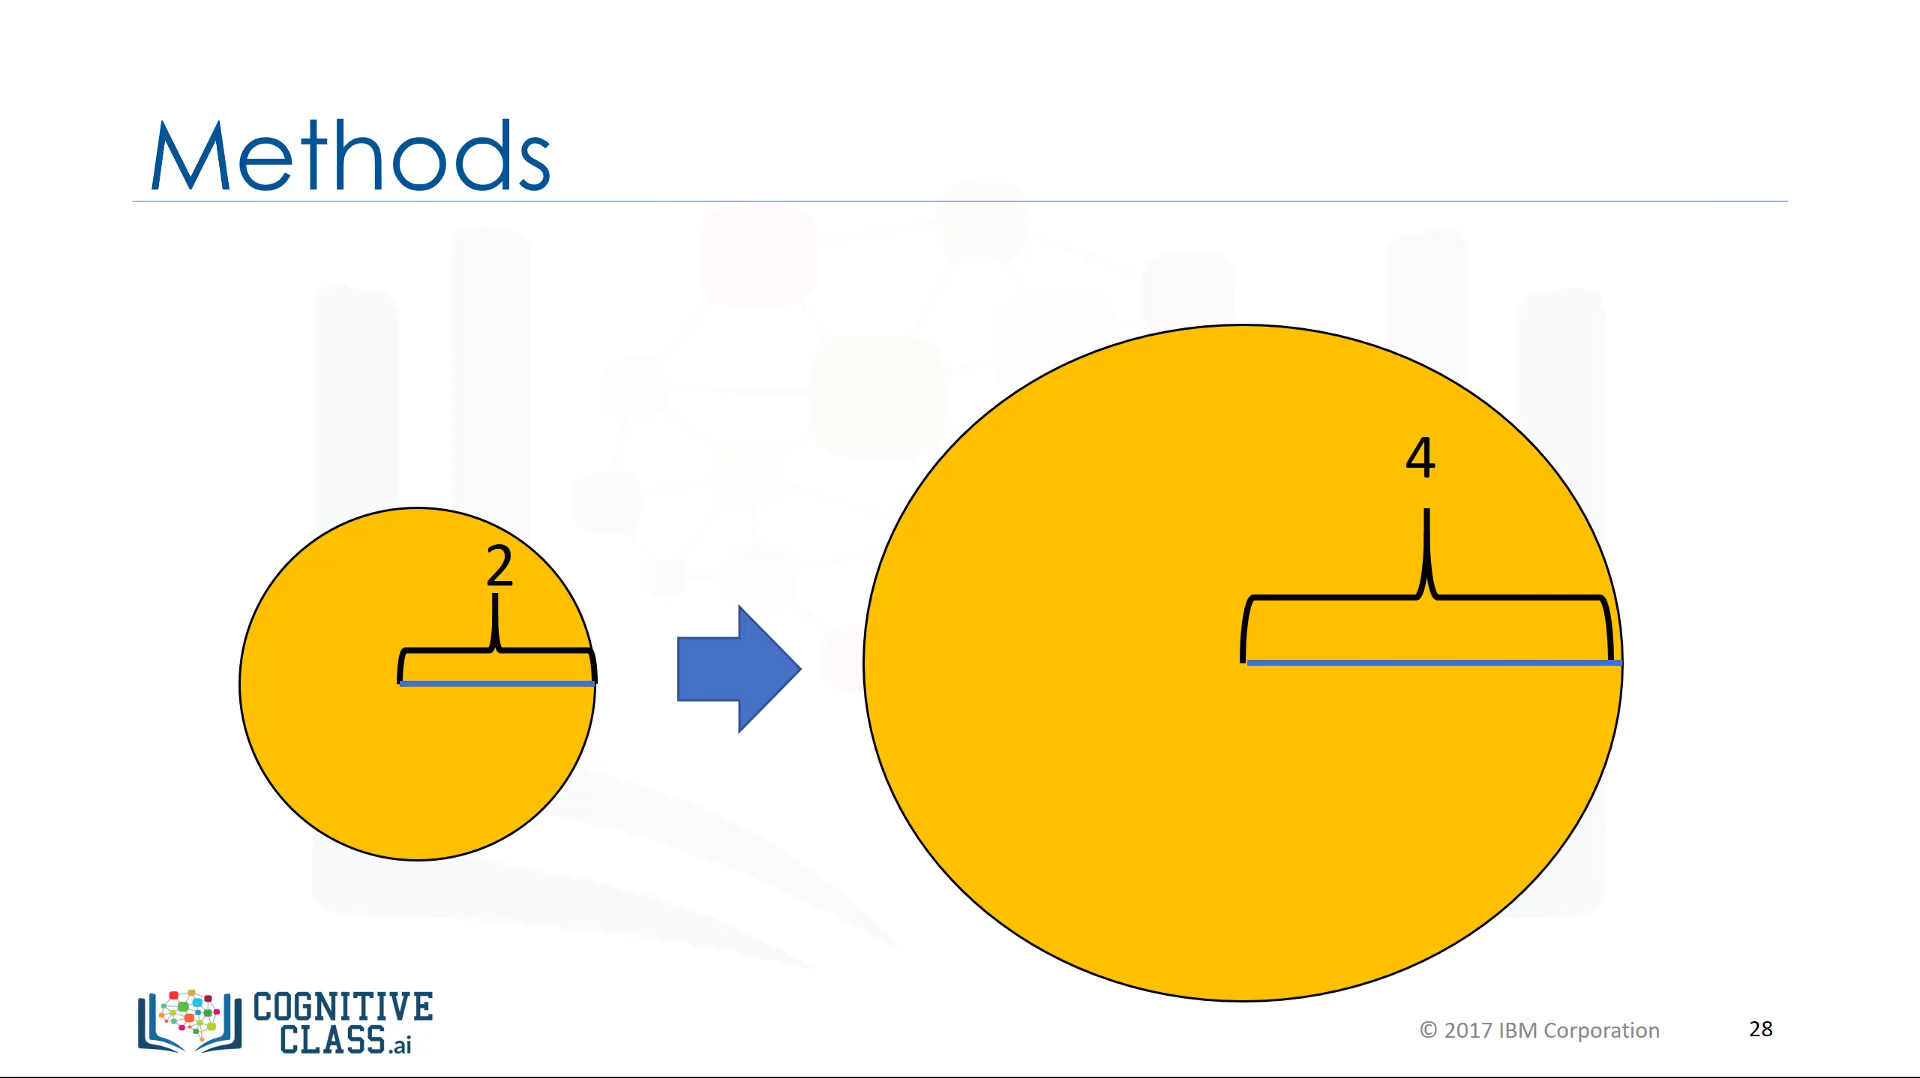 Methods
2
4
COGNITIVE
CLASS.ai
© 2017 IBM Corporation
28